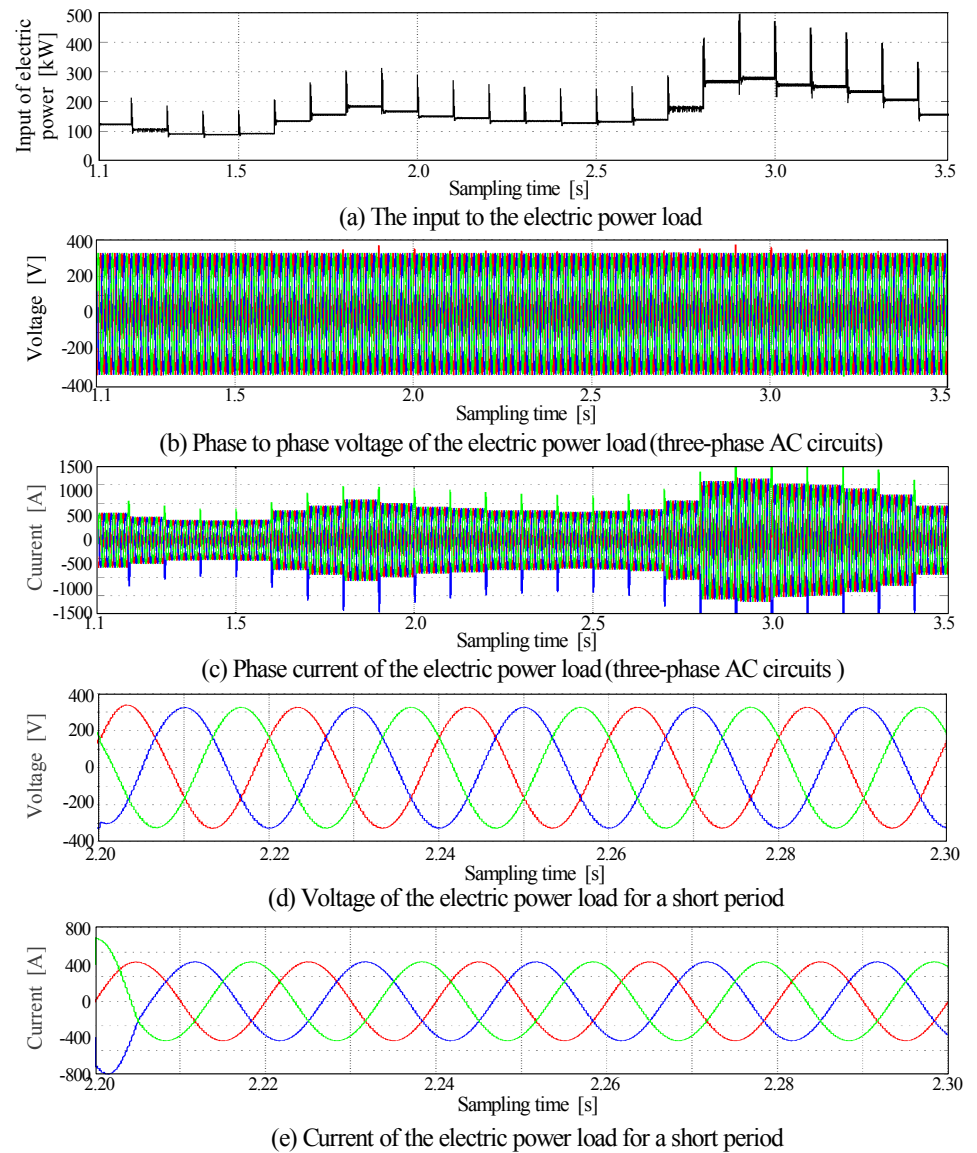 500
400
300
200
100
0
Input of electric
power [kW]
1.1 1.5 2.0 2.5 3.0 3.5
Sampling time [s]
(a) The input to the electric power load
400
200
0
-200
-400
Voltage [V]
1.1 1.5 2.0 2.5 3.0 3.5
Sampling time [s]
(b) Phase to phase voltage of the electric power load (three-phase AC circuits)
1500
1000
500
0
-500
-1000
-1500
Cuurent [A]
1.1 1.5 2.0 2.5 3.0 3.5
Sampling time [s]
(c) Phase current of the electric power load (three-phase AC circuits )
400
200
0
-200
-400
Voltage [V]
2.20 2.22 2.24 2.26 2.28 2.30
Sampling time [s]
(d) Voltage of the electric power load for a short period
800
400
0
-400
-800
Current [A]
2.20 2.22 2.24 2.26 2.28 2.30
Sampling time [s]
(e) Current of the electric power load for a short period